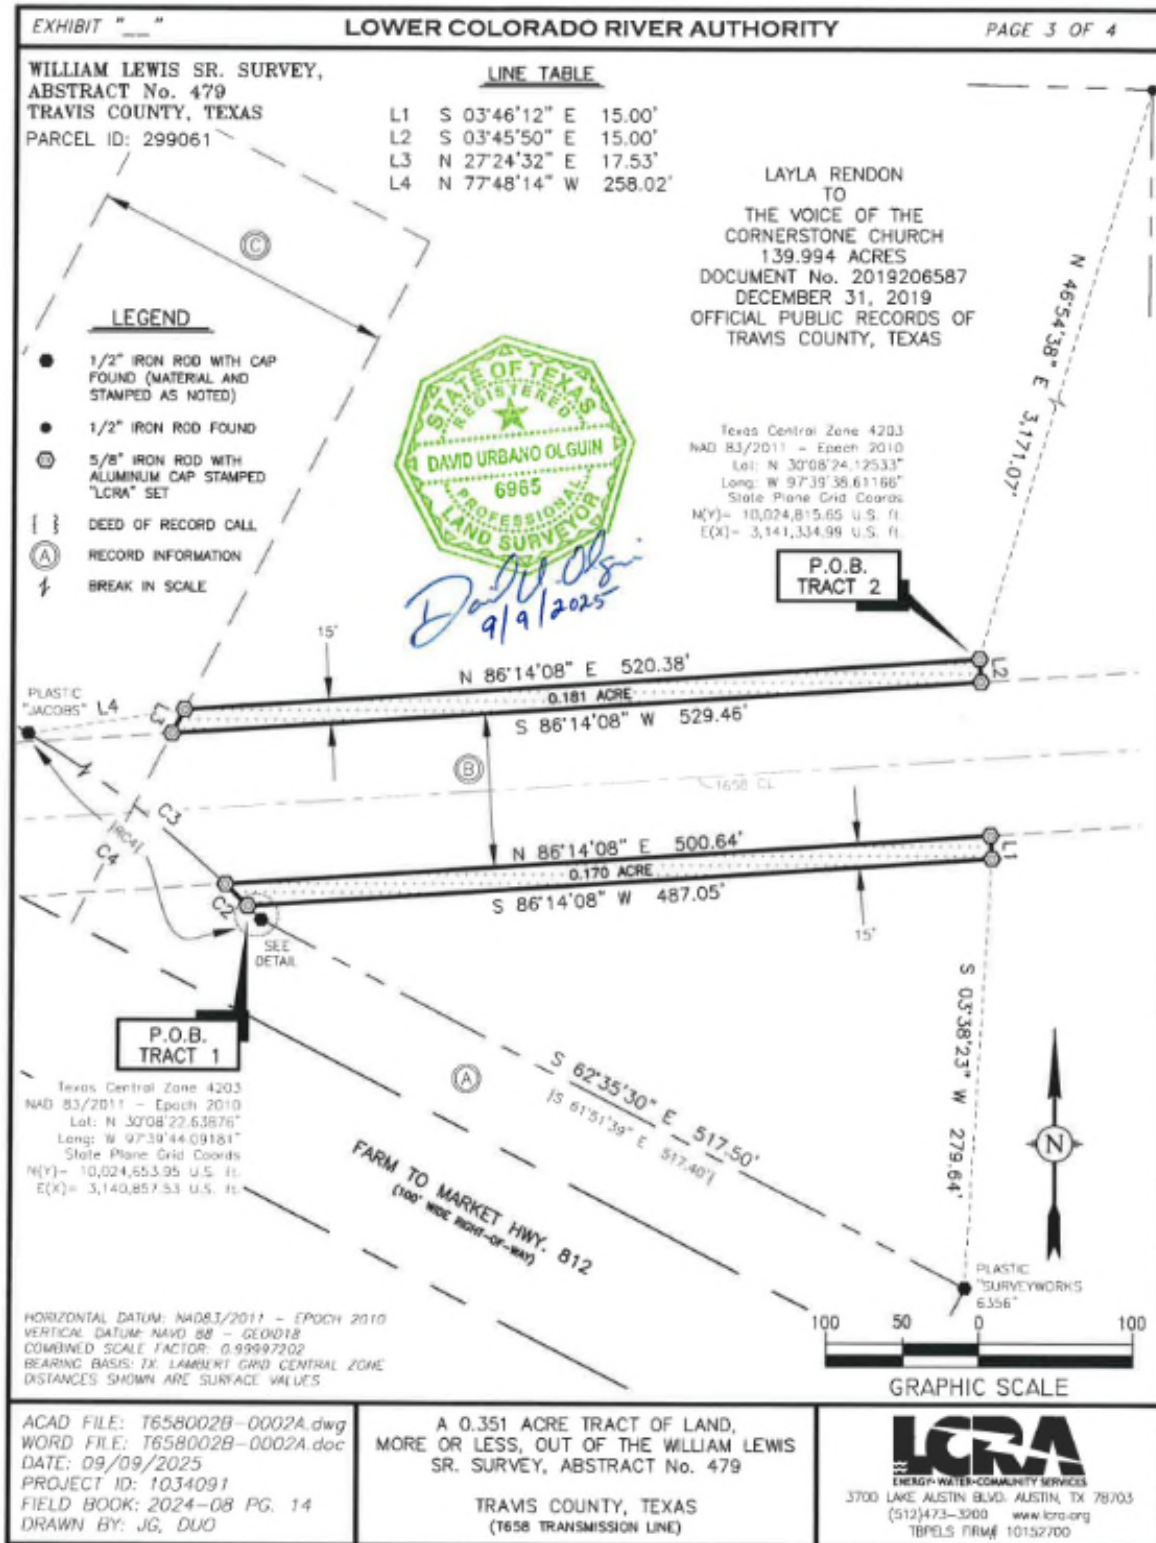 EXHIBIT "__"
LOWER COLORADO RIVER AUTHORITY
PAGE 3 OF 4
WILLIAM LEWIS SR. SURVEY,
ABSTRACT No. 479
TRAVIS COUNTY, TEXAS
PARCEL ID: 299061
LINE TABLE
L1 S 03°46'12" E 15.00'
L2 S 03°45'50" E 15.00'
L3 N 27°24'32" E 17.53'
L4 N 77°48'14" W 258.02'
LAYLA RENDON
TO
THE VOICE OF THE
CORNERSTONE CHURCH
139.994 ACRES
DOCUMENT No. 2019206587
DECEMBER 31, 2019
OFFICIAL PUBLIC RECORDS OF
TRAVIS COUNTY, TEXAS
N 46°54'38" E 3,171.07'
C
LEGEND
1/2" IRON ROD WITH CAP
FOUND (MATERIAL AND
STAMPED AS NOTED)
1/2" IRON ROD FOUND
5/8" IRON ROD WITH
ALUMINUM CAP STAMPED
"LCRA" SET
{ } DEED OF RECORD CALL
A RECORD INFORMATION
BREAK IN SCALE
STATE OF TEXAS
REGISTERED
DAVID URBANO OLGUIN
6965
PROFESSIONAL
LAND SURVEYOR
David U. Olguin
9/9/2025
Texas Central Zone 4203
NAD 83/2011 - Epoch 2010
Lat: N 30°08'24.12533"
Long: W 97°39'38.61166"
State Plane Grid Coords
N(Y)= 10,024,815.65 U.S. ft.
E(X)= 3,141,334.99 U.S. ft.
P.O.B.
TRACT 2
15'
N 86°14'08" E 520.38'
0.181 ACRE
S 86°14'08" W 529.46'
L2
PLASTIC
"JACOBS"
L4
L3
B
T658 CL
C3
{RC4}
C4
N 86°14'08" E 500.64'
0.170 ACRE
S 86°14'08" W 487.05'
L1
C2
15'
SEE
DETAIL
P.O.B.
TRACT 1
Texas Central Zone 4203
NAD 83/2011 - Epoch 2010
Lat: N 30°08'22.63876"
Long: W 97°39'44.09181"
State Plane Grid Coords
N(Y)= 10,024,653.95 U.S. ft.
E(X)= 3,140,857.53 U.S. ft.
A
S 62°35'30" E 517.50'
{S 61°51'39" E 517.40'}
S 03°38'23" W 279.64'
FARM TO MARKET HWY. 812
(100' WIDE RIGHT-OF-WAY)
N
PLASTIC
"SURVEYWORKS
6356"
HORIZONTAL DATUM: NAD83/2011 - EPOCH 2010
VERTICAL DATUM: NAVD 88 - GEOID18
COMBINED SCALE FACTOR: 0.99997202
BEARING BASIS: TX. LAMBERT GRID CENTRAL ZONE
DISTANCES SHOWN ARE SURFACE VALUES
100 50 0 100
GRAPHIC SCALE
ACAD FILE: T658002B-0002A.dwg
WORD FILE: T658002B-0002A.doc
DATE: 09/09/2025
PROJECT ID: 1034091
FIELD BOOK: 2024-08 PG. 14
DRAWN BY: JG, DUO
A 0.351 ACRE TRACT OF LAND,
MORE OR LESS, OUT OF THE WILLIAM LEWIS
SR. SURVEY, ABSTRACT No. 479
TRAVIS COUNTY, TEXAS
(T658 TRANSMISSION LINE)
LCRA
ENERGY•WATER•COMMUNITY SERVICES
3700 LAKE AUSTIN BLVD. AUSTIN, TX 78703
(512)473-3200 www.lcra.org
TBPELS FIRM# 10152700